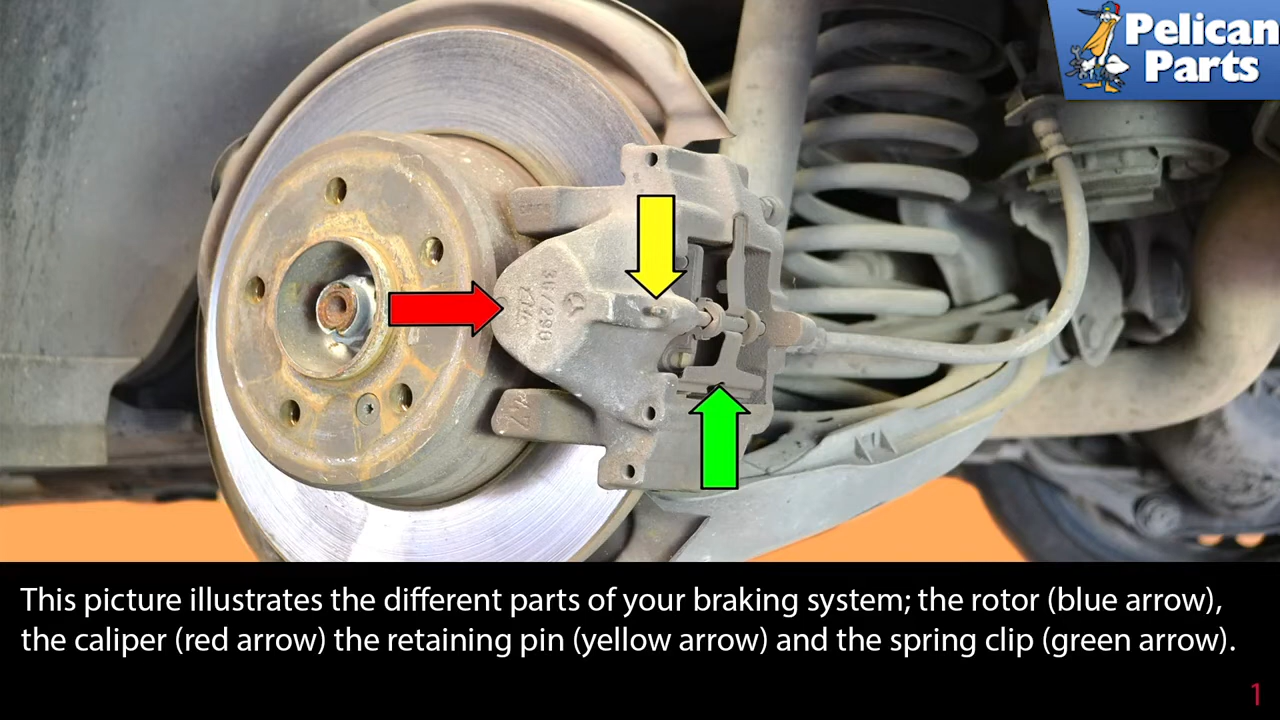 Pelican
Parts
This picture illustrates the different parts of your braking system; the rotor (blue arrow),
the caliper (red arrow) the retaining pin (yellow arrow) and the spring clip (green arrow).
1